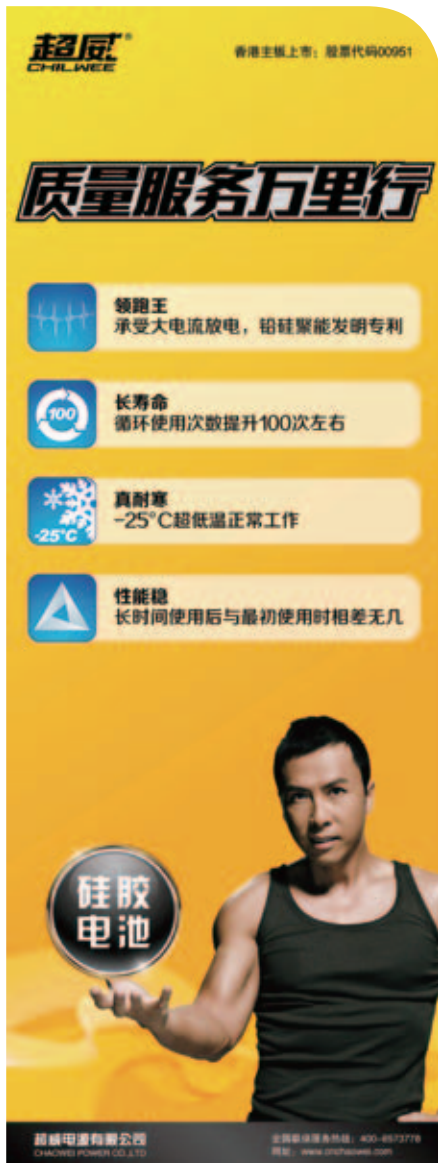 超威®
CHILWEE
香港主板上市：股票代码00951
质量服务万里行
领跑王
承受大电流放电，铅硅聚能发明专利
100
长寿命
循环使用次数提升100次左右
-25°C
真耐寒
-25°C超低温正常工作
性能稳
长时间使用后与最初使用时相差无几
硅胶
电池
超威电源有限公司
CHAOWEI POWER CO.,LTD
全国联保服务热线：400-8573778
网址：www.cnchaowei.com